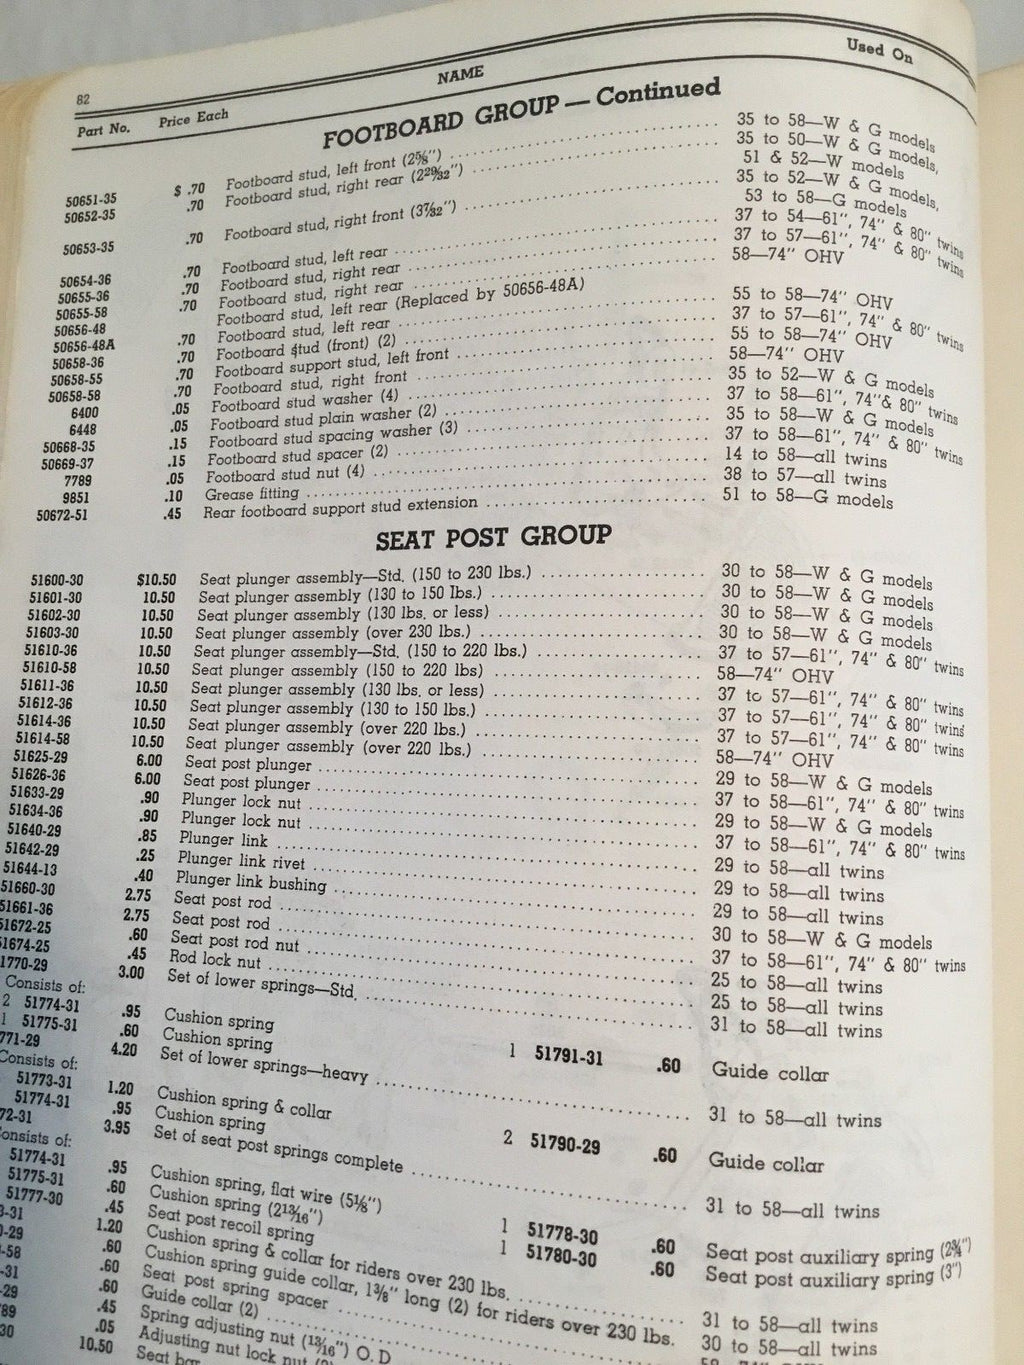 82
Part No. Price Each NAME Used On
FOOTBOARD GROUP — Continued
50651-35 $ .70 Footboard stud, left front (2⅝") 35 to 58—W & G models
50652-35 .70 Footboard stud, right rear (2 29/32") 35 to 50—W & G models,
51 & 52—W models
50653-35 .70 Footboard stud, right front (3 7/32") 35 to 52—W & G models,
53 to 58—G models
50654-36 .70 Footboard stud, left rear 37 to 54—61", 74" & 80" twins
50655-36 .70 Footboard stud, right rear 37 to 57—61", 74" & 80" twins
50655-58 .70 Footboard stud, right rear 58—74" OHV
50656-48 Footboard stud, left rear (Replaced by 50656-48A)
50656-48A .70 Footboard stud, left rear 55 to 58—74" OHV
50658-36 .70 Footboard stud (front) (2) 37 to 57—61", 74" & 80" twins
50658-55 .70 Footboard support stud, left front 55 to 58—74" OHV
50658-58 .70 Footboard stud, right front 58—74" OHV
6400 .05 Footboard stud washer (4) 35 to 52—W & G models
6448 .05 Footboard stud plain washer (2) 37 to 58—61", 74" & 80" twins
50668-35 .15 Footboard stud spacing washer (3) 35 to 58—W & G models
50669-37 .15 Footboard stud spacer (2) 37 to 58—61", 74" & 80" twins
7789 .05 Footboard stud nut (4) 14 to 58—all twins
9851 .10 Grease fitting 38 to 57—all twins
50672-51 .45 Rear footboard support stud extension 51 to 58—G models
SEAT POST GROUP
51600-30 $10.50 Seat plunger assembly—Std. (150 to 230 lbs.) 30 to 58—W & G models
51601-30 10.50 Seat plunger assembly (130 to 150 lbs.) 30 to 58—W & G models
51602-30 10.50 Seat plunger assembly (130 lbs. or less) 30 to 58—W & G models
51603-30 10.50 Seat plunger assembly (over 230 lbs.) 30 to 58—W & G models
51610-36 10.50 Seat plunger assembly—Std. (150 to 220 lbs.) 37 to 57—61", 74" & 80" twins
51610-58 10.50 Seat plunger assembly (150 to 220 lbs) 58—74" OHV
51611-36 10.50 Seat plunger assembly (130 lbs. or less) 37 to 57—61", 74" & 80" twins
51612-36 10.50 Seat plunger assembly (130 to 150 lbs.) 37 to 57—61", 74" & 80" twins
51614-36 10.50 Seat plunger assembly (over 220 lbs.) 37 to 57—61", 74" & 80" twins
51614-58 10.50 Seat plunger assembly (over 220 lbs.) 58—74" OHV
51625-29 6.00 Seat post plunger 29 to 58—W & G models
51626-36 6.00 Seat post plunger 37 to 58—61", 74" & 80" twins
51633-29 .90 Plunger lock nut 29 to 58—W & G models
51634-36 .90 Plunger lock nut 37 to 58—61", 74" & 80" twins
51640-29 .85 Plunger link 29 to 58—all twins
51642-29 .25 Plunger link rivet 29 to 58—all twins
51644-13 .40 Plunger link bushing 29 to 58—all twins
51660-30 2.75 Seat post rod 30 to 58—W & G models
51661-36 2.75 Seat post rod 37 to 58—61", 74" & 80" twins
51672-25 .60 Seat post rod nut 25 to 58—all twins
51674-25 .45 Rod lock nut 25 to 58—all twins
1770-29 3.00 Set of lower springs—Std. 31 to 58—all twins
Consists of:
2 51774-31 .95 Cushion spring 1 51791-31 .60 Guide collar
1 51775-31 .60 Cushion spring
771-29 4.20 Set of lower springs—heavy 31 to 58—all twins
Consists of:
51773-31 1.20 Cushion spring & collar 2 51790-29 .60 Guide collar
51774-31 .95 Cushion spring
72-31 3.95 Set of seat post springs complete 31 to 58—all twins
onsists of:
51774-31 .95 Cushion spring, flat wire (5⅛") 1 51778-30 .60 Seat post auxiliary spring (2¾")
51775-31 .60 Cushion spring (2 13/16") 1 51780-30 .60 Seat post auxiliary spring (3")
51777-30 .45 Seat post recoil spring
3-31 1.20 Cushion spring & collar for riders over 230 lbs. 31 to 58—all twins
-29 .60 Cushion spring guide collar, 1⅜" long (2) for riders over 230 lbs. 30 to 58—all twins
-58 .60 Seat post spring spacer
-31 .60 Guide collar (2)
-29 .45 Spring adjusting nut (1 3/16") O.D
89 .05 Adjusting nut lock nut
30 10.50 Seat bar